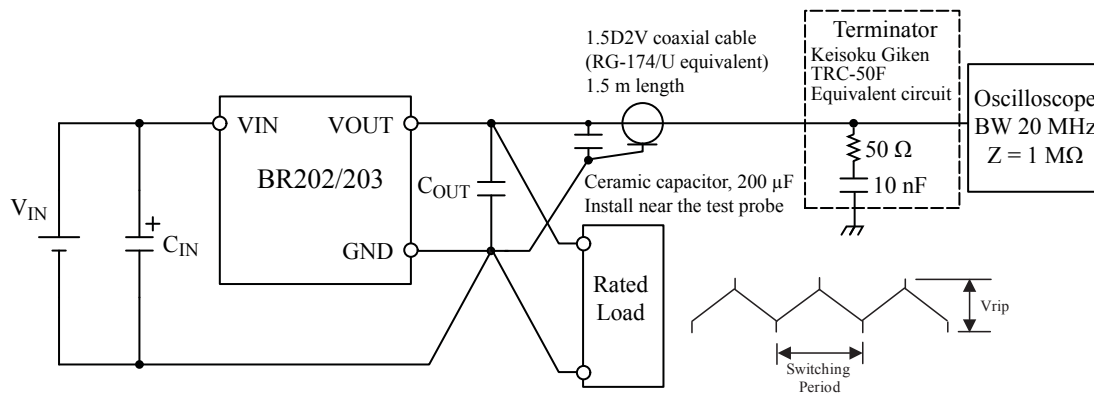 1.5D2V coaxial cable
(RG-174/U equivalent)
1.5 m length
Terminator
Keisoku Giken
TRC-50F
Equivalent circuit
Oscilloscope
BW 20 MHz
Z = 1 MΩ
VIN
VOUT
BR202/203
GND
50 Ω
10 nF
COUT
Ceramic capacitor, 200 µF
Install near the test probe
VIN
+
CIN
Rated
Load
Vrip
Switching
Period